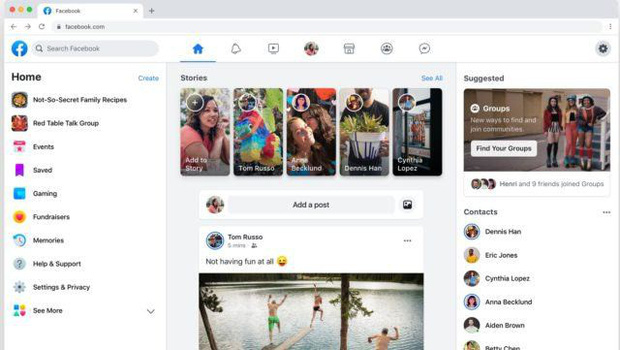 Facebook
facebook.com
Search Facebook
Home
Create
Not-So-Secret Family Recipes
Red Table Talk Group
Events
Saved
Gaming
Fundraisers
Memories
Help & Support
Settings & Privacy
See More
Stories
See All
Add to
Story
Tom Russo
Anna
Becklund
Dennis Han
Cynthia
Lopez
Add a post
Tom Russo
5 mins
Not having fun at all 😜
Suggested
Groups
New ways to find and
join communities.
Find Your Groups
Henri and 9 friends joined Groups
Contacts
Dennis Han
Eric Jones
Cynthia Lopez
Anna Becklund
Aiden Brown
Betty Chen